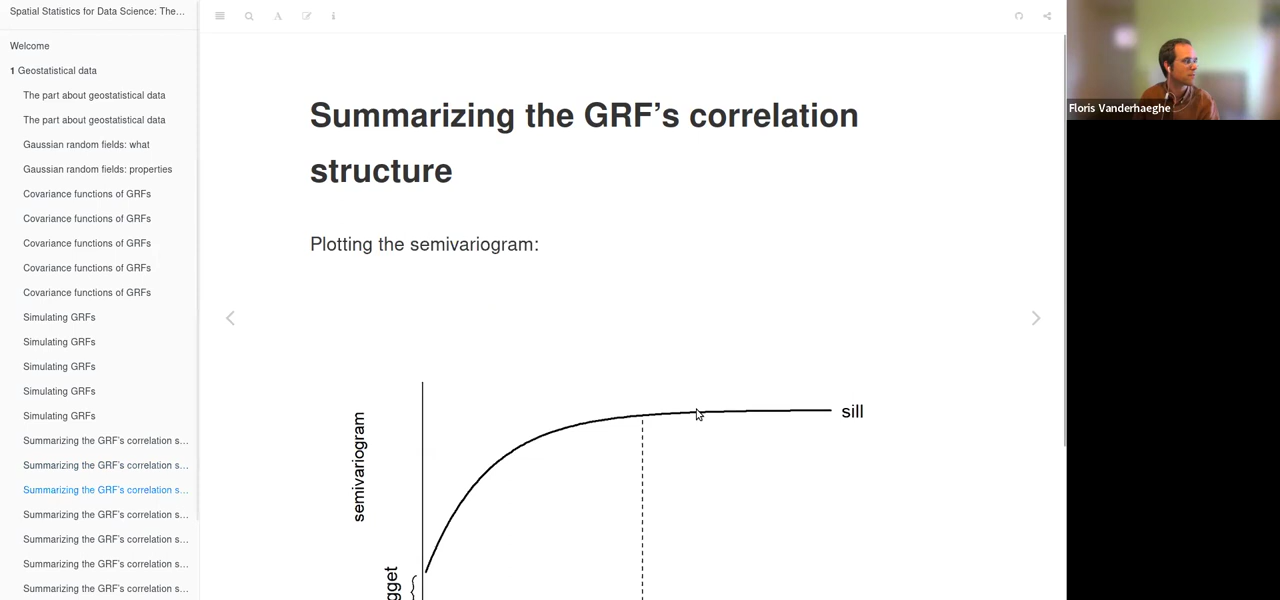 Spatial Statistics for Data Science: The...
Welcome
1 Geostatistical data
The part about geostatistical data
The part about geostatistical data
Gaussian random fields: what
Gaussian random fields: properties
Covariance functions of GRFs
Covariance functions of GRFs
Covariance functions of GRFs
Covariance functions of GRFs
Covariance functions of GRFs
Simulating GRFs
Simulating GRFs
Simulating GRFs
Simulating GRFs
Simulating GRFs
Summarizing the GRF's correlation s...
Summarizing the GRF's correlation s...
Summarizing the GRF's correlation s...
Summarizing the GRF's correlation s...
Summarizing the GRF's correlation s...
Summarizing the GRF's correlation s...
Summarizing the GRF's correlation s...
A
i
Summarizing the GRF’s correlation
structure
Plotting the semivariogram:
semivariogram
sill
gget
Floris Vanderhaeghe